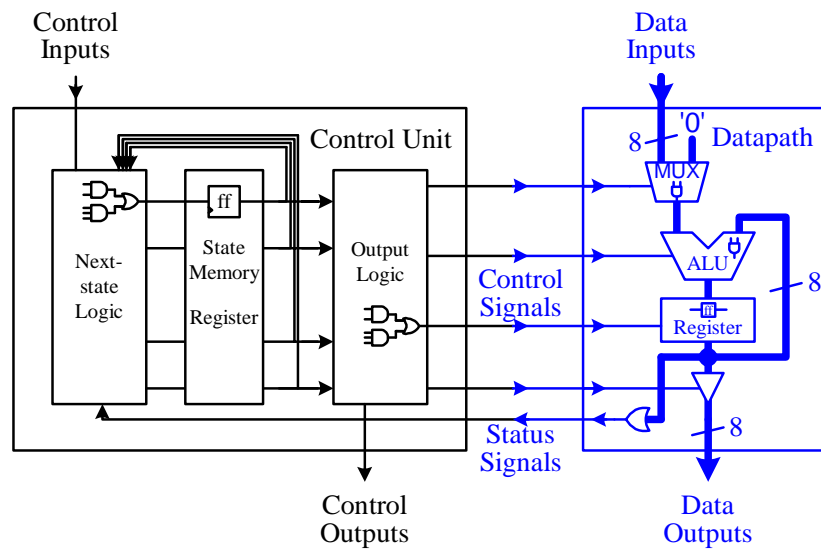 Control
Inputs
Data
Inputs
Control Unit
8
'0'
Datapath
MUX
ff
State
Memory
Register
Next-
state
Logic
Output
Logic
ALU
Control
Signals
8
ff
Register
Status
Signals
8
Control
Outputs
Data
Outputs